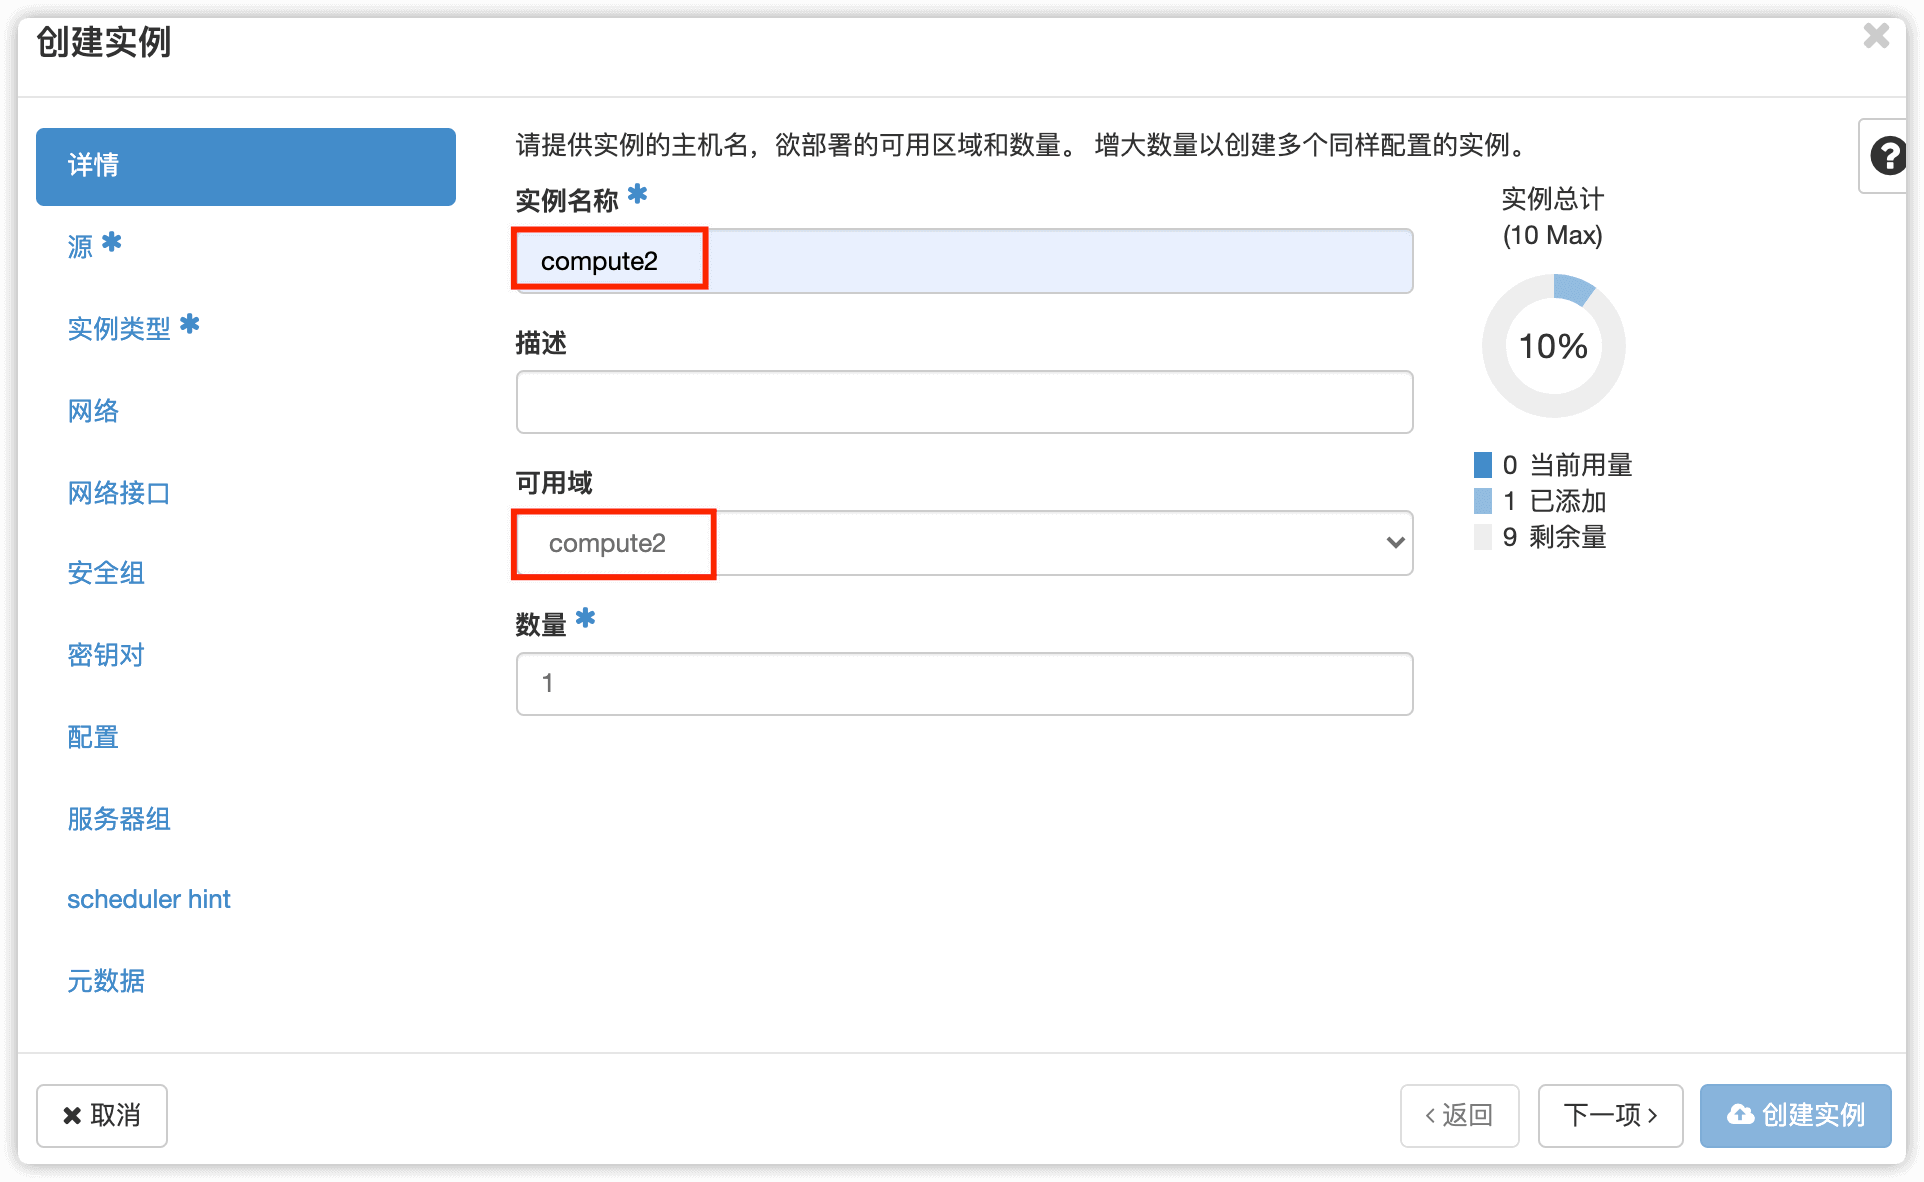 创建实例
详情
源 *
实例类型 *
网络
网络接口
安全组
密钥对
配置
服务器组
scheduler hint
元数据
请提供实例的主机名，欲部署的可用区域和数量。 增大数量以创建多个同样配置的实例。
实例名称 *
compute2
描述
可用域
compute2
数量 *
1
实例总计
(10 Max)
10%
0 当前用量
1 已添加
9 剩余量
取消
‹ 返回
下一项 ›
创建实例